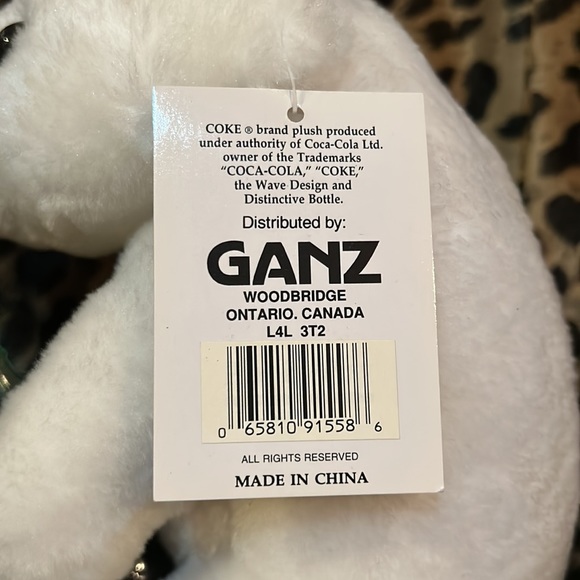 COKE ® brand plush produced
under authority of Coca-Cola Ltd.
owner of the Trademarks
“COCA-COLA,” “COKE,”
the Wave Design and
Distinctive Bottle.
Distributed by:
GANZ
WOODBRIDGE
ONTARIO. CANADA
L4L 3T2
0 65810 91558 6
ALL RIGHTS RESERVED
MADE IN CHINA